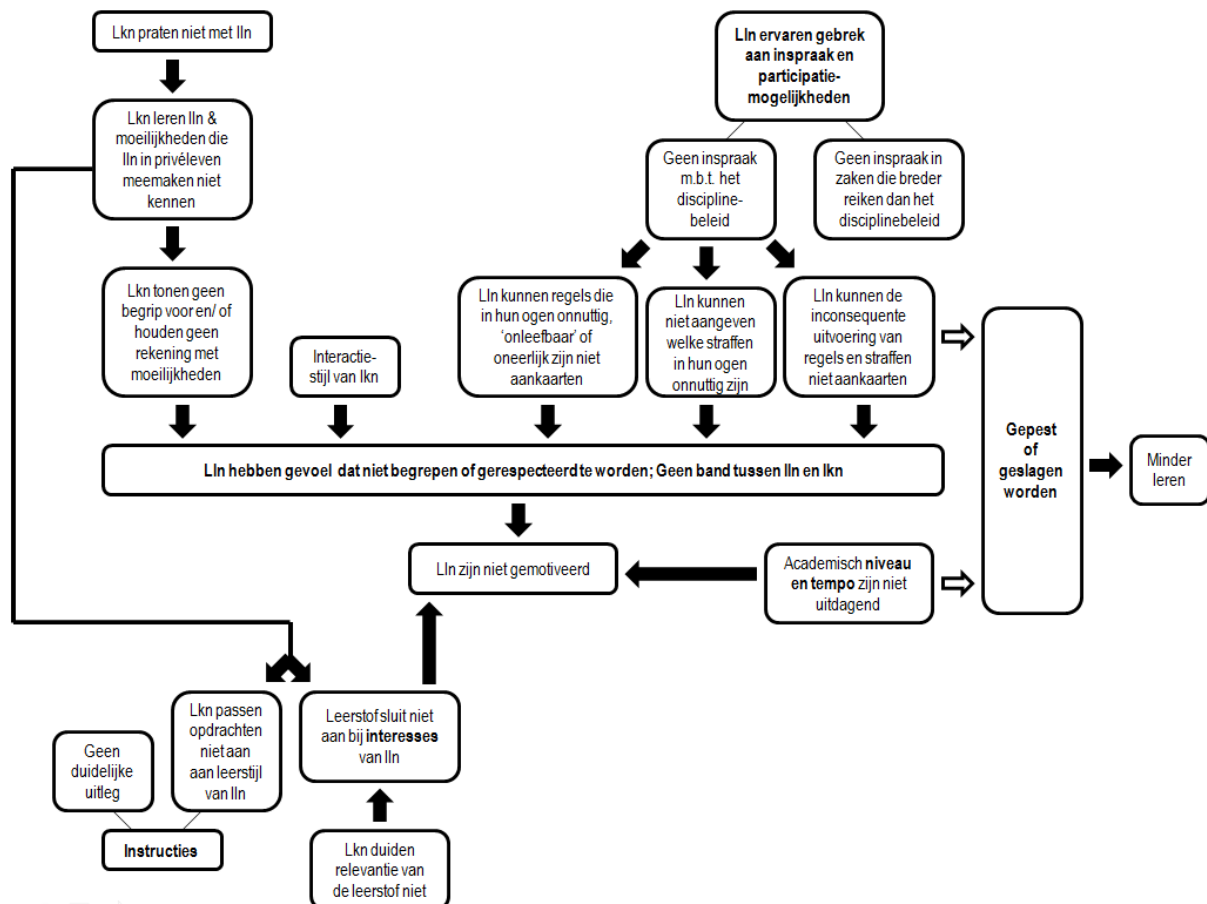 Lkn praten niet met lln
Lln ervaren gebrek
aan inspraak en
participatie-
mogelijkheden
Lkn leren lln &
moeilijkheden die
lln in privéleven
meemaken niet
kennen
Geen inspraak
m.b.t. het
discipline-
beleid
Geen inspraak in
zaken die breder
reiken dan het
disciplinebeleid
Lkn tonen geen
begrip voor en/ of
houden geen
rekening met
moeilijkheden
Interactie-
stijl van lkn
Lln kunnen regels die
in hun ogen onnuttig,
‘onleefbaar’ of
oneerlijk zijn niet
aankaarten
Lln kunnen
niet aangeven
welke straffen
in hun ogen
onnuttig zijn
Lln kunnen de
inconsequente
uitvoering van
regels en straffen
niet aankaarten
Gepest
of
geslagen
worden
Minder
leren
Lln hebben gevoel dat niet begrepen of gerespecteerd te worden; Geen band tussen lln en lkn
Lln zijn niet gemotiveerd
Academisch niveau
en tempo zijn niet
uitdagend
Geen
duidelijke
uitleg
Lkn passen
opdrachten
niet aan
aan leerstijl
van lln
Leerstof sluit niet
aan bij interesses
van lln
Instructies
Lkn duiden
relevantie van
de leerstof niet